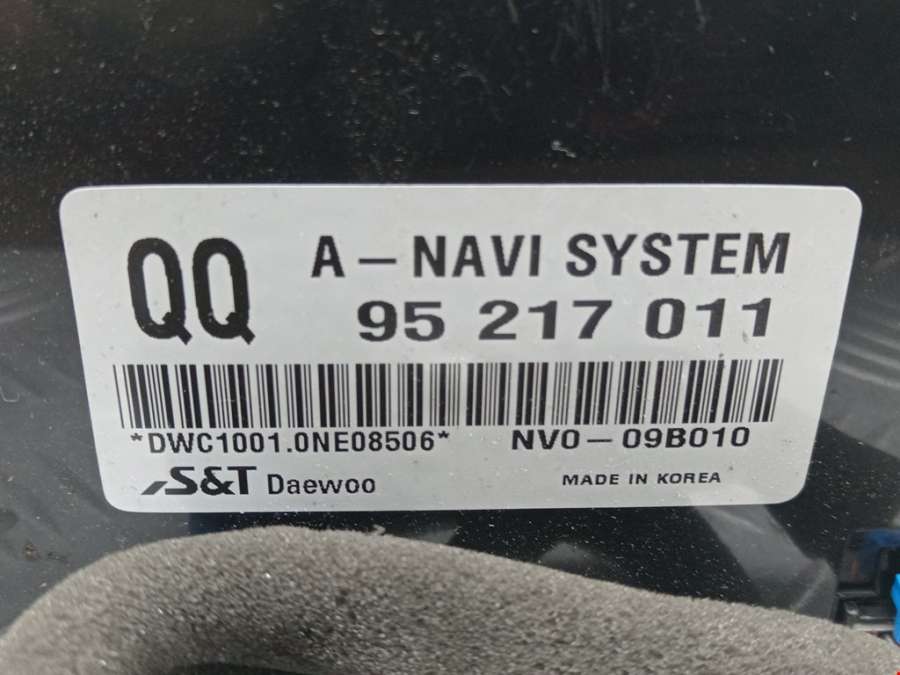 QQ
A-NAVI SYSTEM
95 217 011
*DWC1001.0NE08506* NV0-09B010
S&T Daewoo MADE IN KOREA